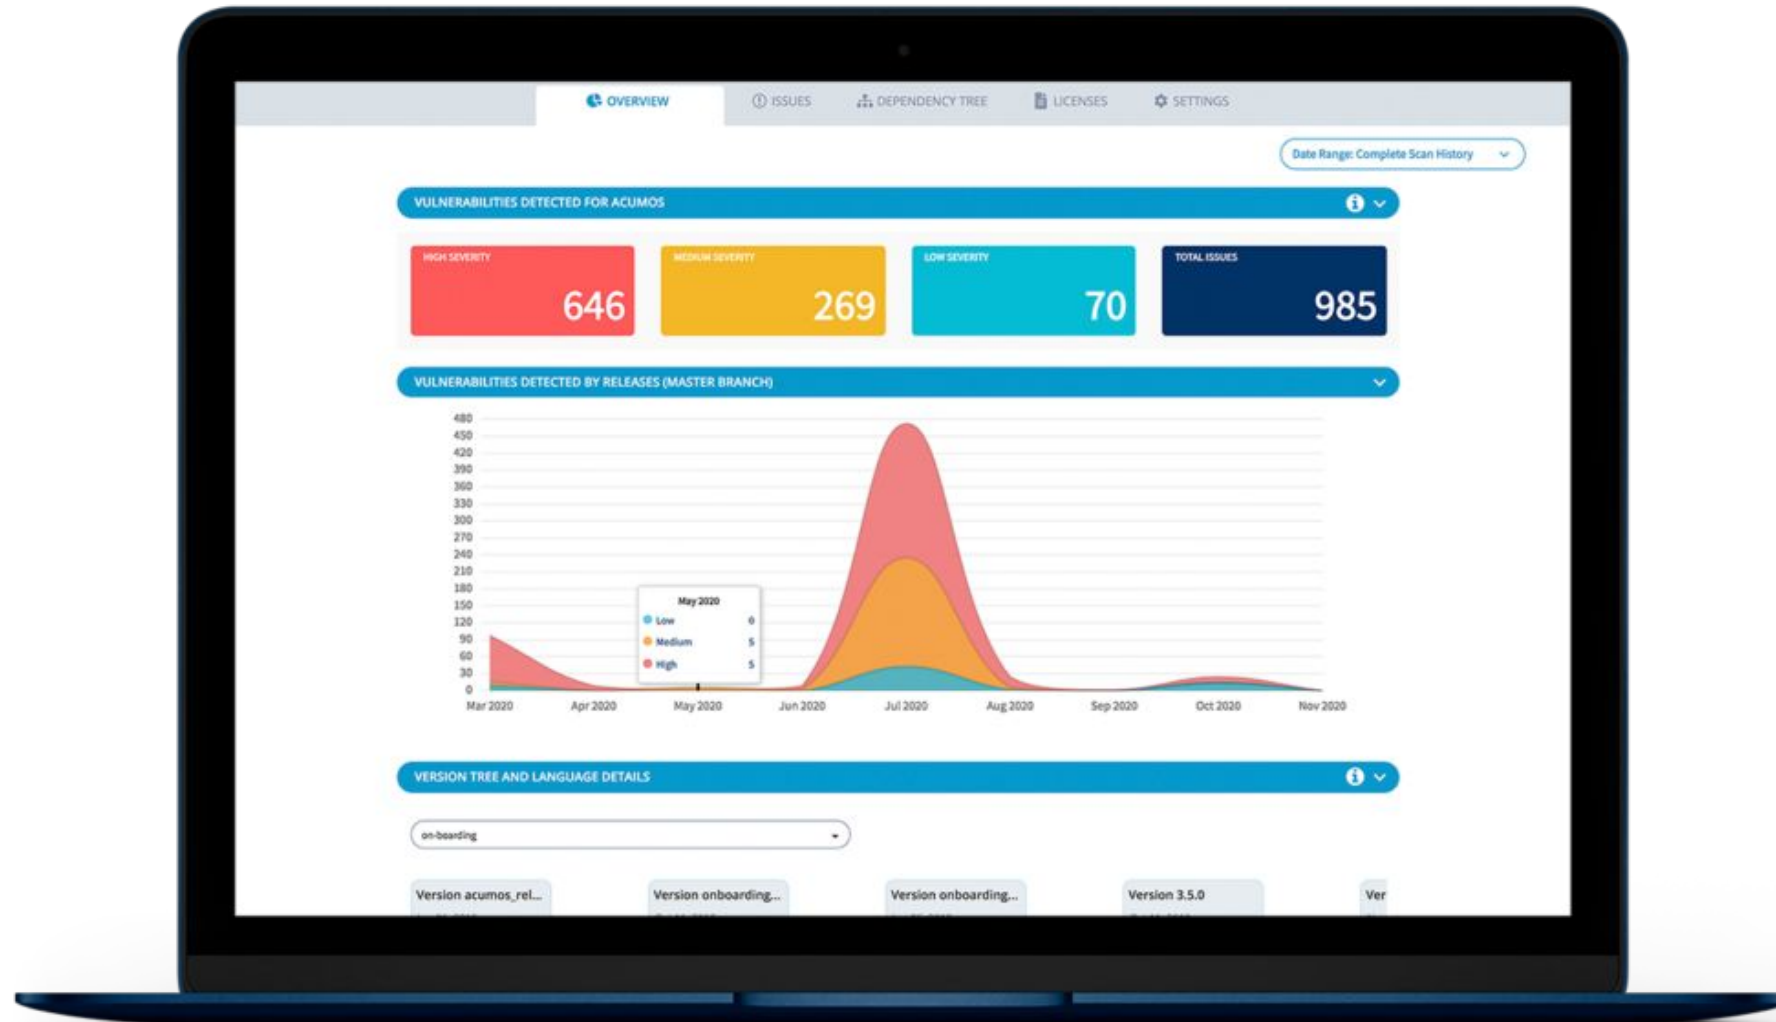 OVERVIEW
ISSUES
DEPENDENCY TREE
LICENSES
SETTINGS
Date Range: Complete Scan History
VULNERABILITIES DETECTED FOR ACUMOS
HIGH SEVERITY
646
MEDIUM SEVERITY
269
LOW SEVERITY
70
TOTAL ISSUES
985
VULNERABILITIES DETECTED BY RELEASES (MASTER BRANCH)
480
450
420
390
360
330
300
270
240
210
180
150
120
90
60
30
0
May 2020
Low 0
Medium 5
High 5
Mar 2020 Apr 2020 May 2020 Jun 2020 Jul 2020 Aug 2020 Sep 2020 Oct 2020 Nov 2020
VERSION TREE AND LANGUAGE DETAILS
on-boarding
Version acumos_rel...
Version onboarding...
Version onboarding...
Version 3.5.0
Ver